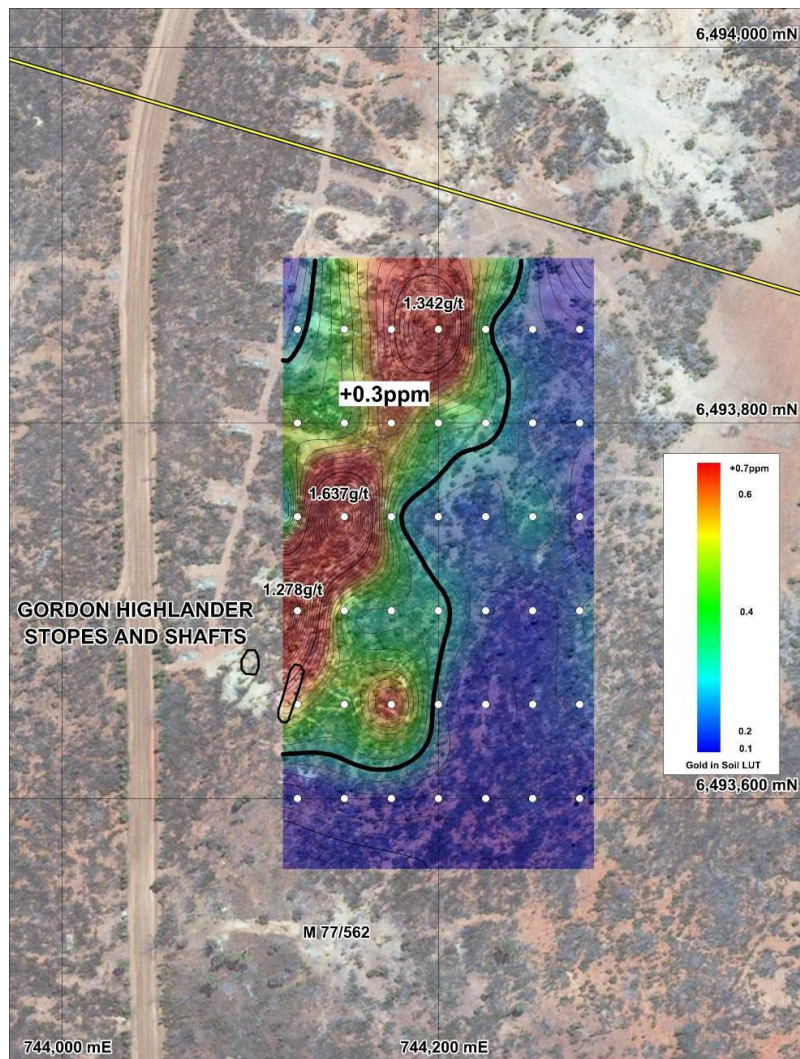 6,494,000 mN
1.342g/t
+0.3ppm
6,493,800 mN
+0.7ppm
0.6
1.637g/t
1.278g/t
GORDON HIGHLANDER
STOPES AND SHAFTS
0.4
0.2
0.1
Gold in Soil LUT
6,493,600 mN
M 77/562
744,000 mE
744,200 mE